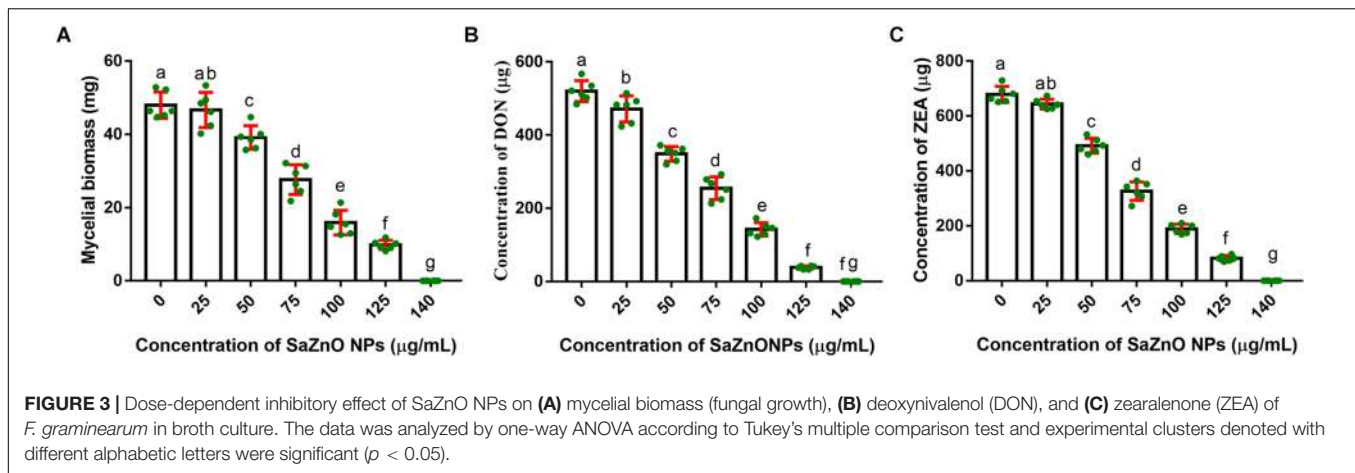 A
Mycelial biomass (mg)
60
40
20
0
a
ab
c
d
e
f
g
0
25
50
75
100
125
140
Concentration of SaZnO NPs (μg/mL)
B
Concentration of DON (μg)
600
400
200
0
a
b
c
d
e
f
fg
0
25
50
75
100
125
140
Concentration of SaZnONPs (μg/mL)
C
Concentration of ZEA (μg)
800
600
400
200
0
a
ab
c
d
e
f
g
0
25
50
75
100
125
140
Concentration of SaZnO NPs (μg/mL)
FIGURE 3 | Dose-dependent inhibitory effect of SaZnO NPs on (A) mycelial biomass (fungal growth), (B) deoxynivalenol (DON), and (C) zearalenone (ZEA) of
F. graminearum in broth culture. The data was analyzed by one-way ANOVA according to Tukey's multiple comparison test and experimental clusters denoted with
different alphabetic letters were significant (p < 0.05).